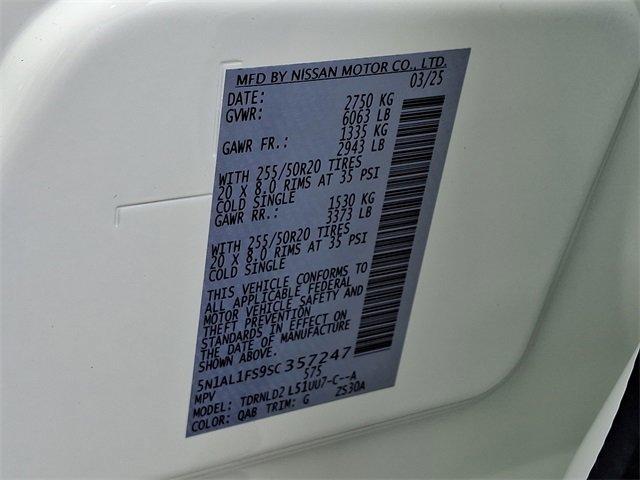 MFD BY NISSAN MOTOR CO., LTD.
DATE: 03/25
GVWR: 2750 KG
6063 LB
GAWR FR.: 1335 KG
2943 LB
WITH 255/50R20 TIRES
20 X 8.0 RIMS AT 35 PSI
COLD SINGLE
GAWR RR.: 1530 KG
3373 LB
WITH 255/50R20 TIRES
20 X 8.0 RIMS AT 35 PSI
COLD SINGLE
THIS VEHICLE CONFORMS TO
ALL APPLICABLE FEDERAL
MOTOR VEHICLE SAFETY AND
THEFT PREVENTION
STANDARDS IN EFFECT ON
THE DATE OF MANUFACTURE
SHOWN ABOVE.
5N1AL1FS9SC357247
MPV 575
MODEL: TDRNLD2 L51UU7-C--A
COLOR: QAB TRIM: G ZS30A